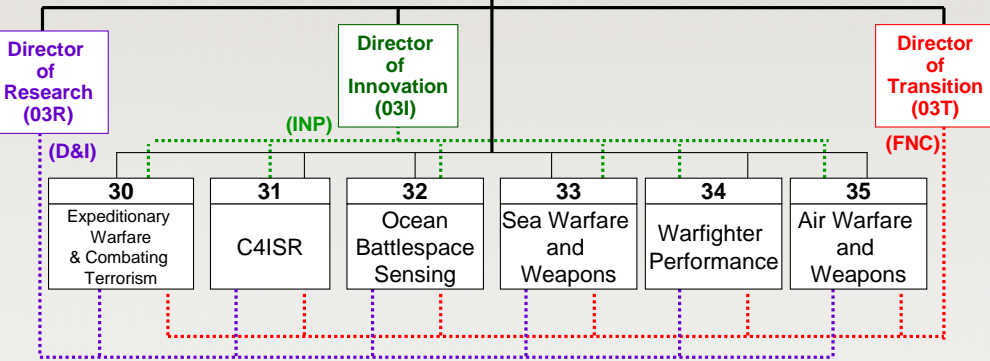 Director
of
Research
(03R)
Director
of
Innovation
(03I)
Director
of
Transition
(03T)
(INP)
(D&I)
(FNC)
30
Expeditionary
Warfare
& Combating
Terrorism
31
C4ISR
32
Ocean
Battlespace
Sensing
33
Sea Warfare
and
Weapons
34
Warfighter
Performance
35
Air Warfare
and
Weapons